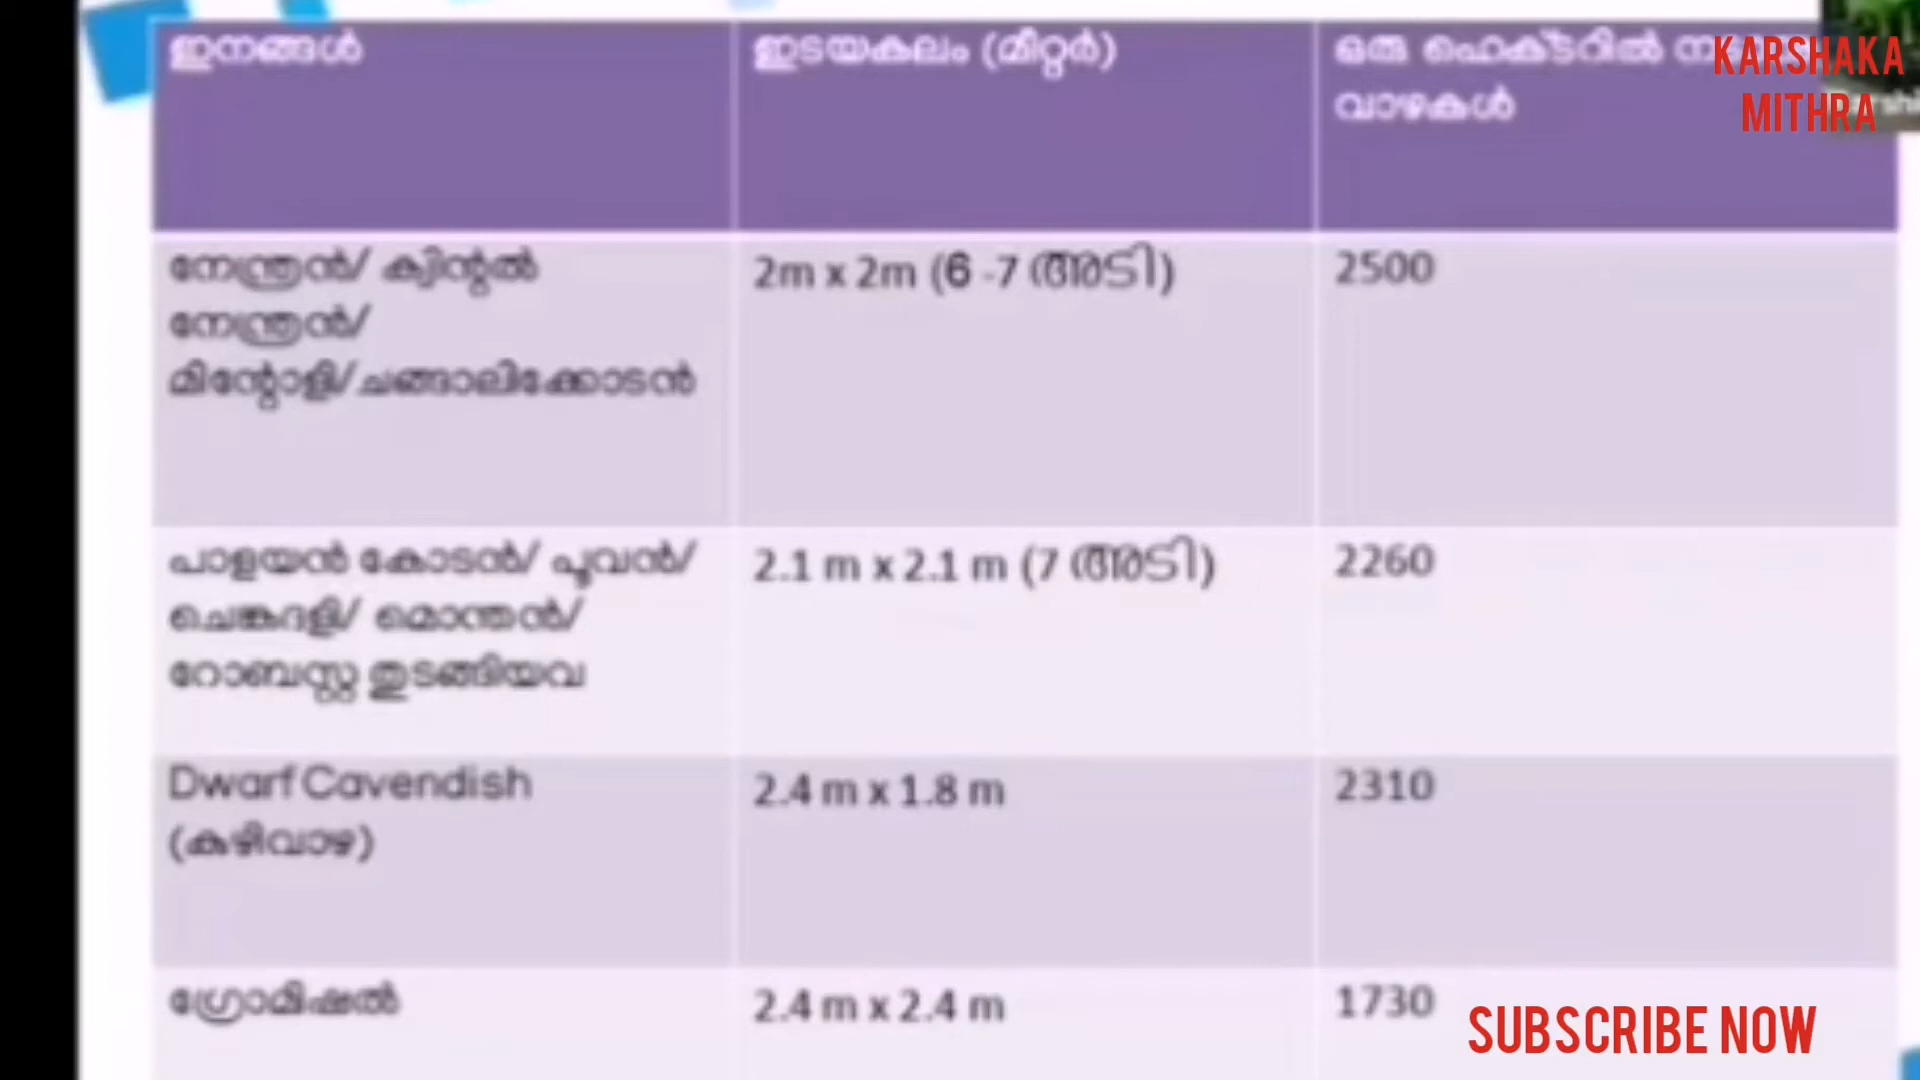 ഇനങ്ങൾ
ഇടയകലം (മീറ്റർ)
ഒരു ഹെക്ടറിൽ
വാഴകൾ
KARSHAKA
MITHRA
നേന്ത്രൻ/ ക്വിന്റൽ
നേന്ത്രൻ/
മിന്റോളി/ചങ്ങാലിക്കോടൻ
2m x 2m (6 -7 അടി)
2500
പാളയൻ കോടൻ/ പൂവൻ/
ചെങ്കദളി/ മൊന്തൻ/
റോബസ്റ്റ തുടങ്ങിയവ
2.1 m x 2.1 m (7 അടി)
2260
Dwarf Cavendish
(കുഴിവാഴ)
2.4 m x 1.8 m
2310
ഗ്രോമിഷൽ
2.4 m x 2.4 m
1730
SUBSCRIBE NOW